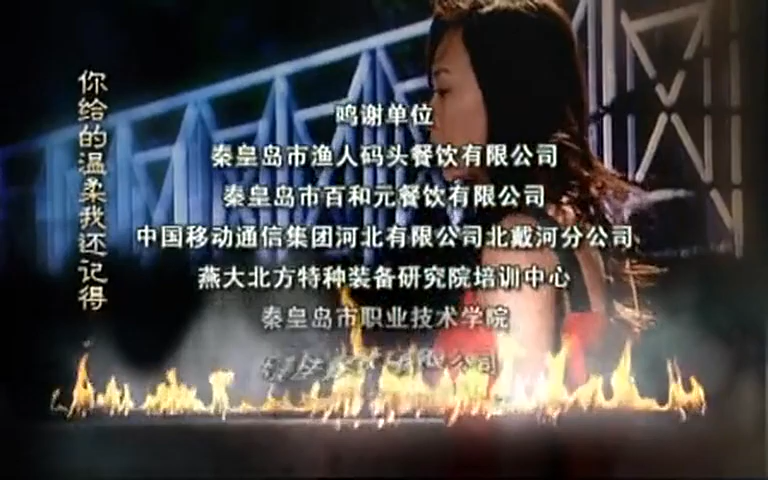 你给的温柔我还记得
鸣谢单位
秦皇岛市渔人码头餐饮有限公司
秦皇岛市百和元餐饮有限公司
中国移动通信集团河北有限公司北戴河分公司
燕大北方特种装备研究院培训中心
秦皇岛市职业技术学院
限公司